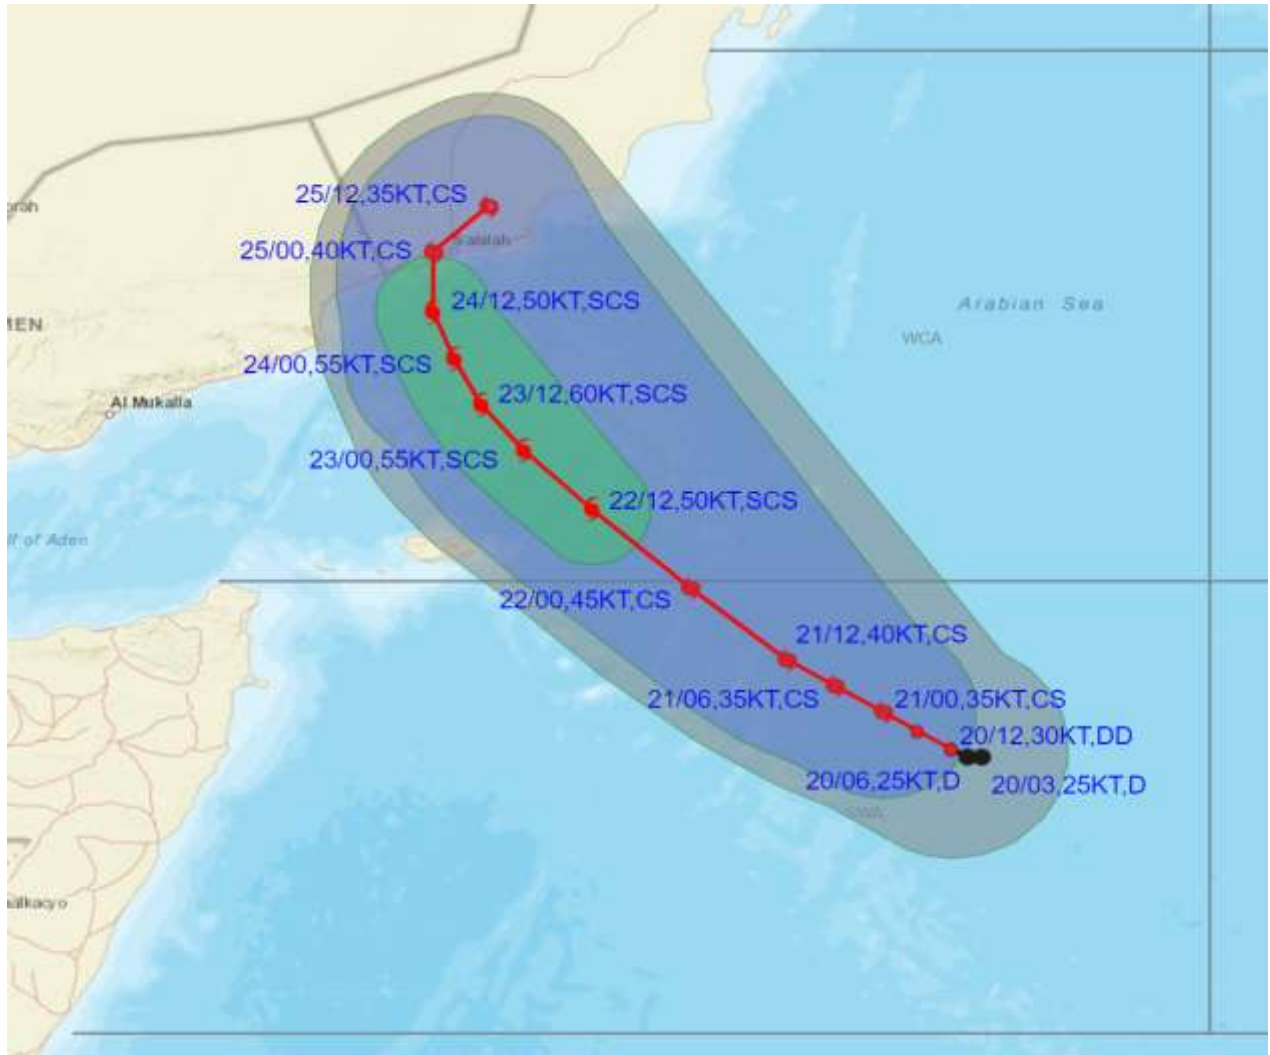 25/12,35KT,CS
25/00,40KT,CS
Salalah
24/12,50KT,SCS
Arabian Sea
WCA
24/00,55KT,SCS
23/12,60KT,SCS
Al Mukalla
23/00,55KT,SCS
22/12,50KT,SCS
of Aden
22/00,45KT,CS
21/12,40KT,CS
21/06,35KT,CS
21/00,35KT,CS
20/12,30KT,DD
20/06,25KT,D
20/03,25KT,D